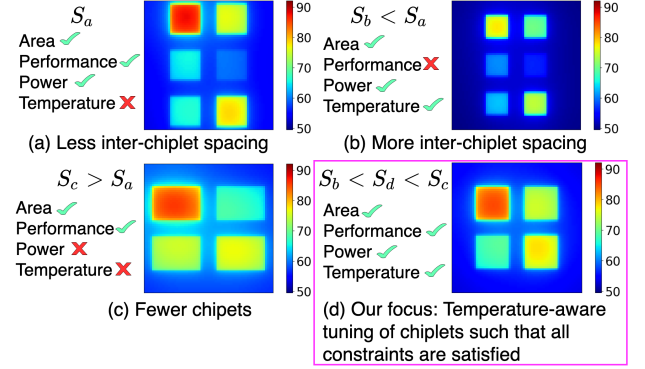 S_a
Area ✓
Performance ✓
Power ✓
Temperature ✗
90
80
70
60
50
(a) Less inter-chiplet spacing
S_b < S_a
Area ✓
Performance ✗
Power ✓
Temperature ✓
90
80
70
60
50
(b) More inter-chiplet spacing
S_c > S_a
Area ✓
Performance ✓
Power ✗
Temperature ✗
90
80
70
60
50
(c) Fewer chipets
S_b < S_d < S_c
Area ✓
Performance ✓
Power ✓
Temperature ✓
90
80
70
60
50
(d) Our focus: Temperature-aware
tuning of chiplets such that all
constraints are satisfied